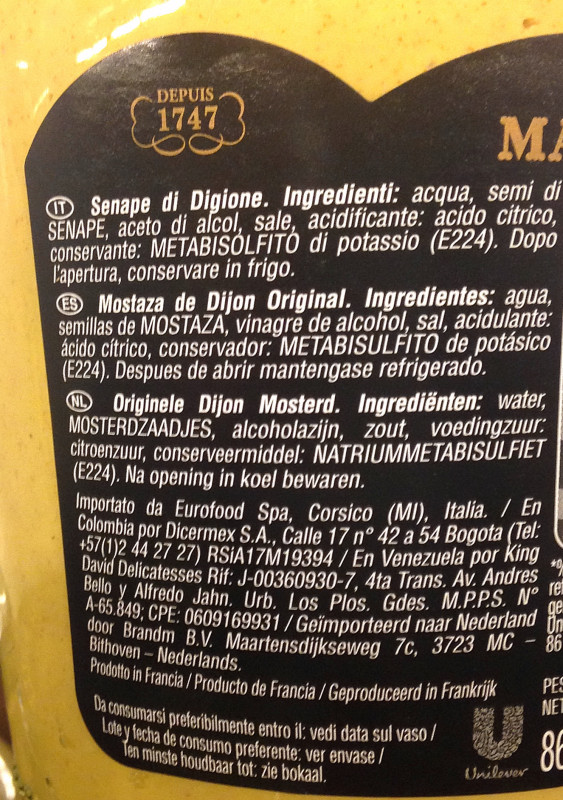 DEPUIS
1747
MA
IT Senape di Digione. Ingredienti: acqua, semi di
SENAPE, aceto di alcol, sale, acidificante: acido citrico,
conservante: METABISOLFITO di potassio (E224). Dopo
l'apertura, conservare in frigo.
ES Mostaza de Dijon Original. Ingredientes: agua,
semillas de MOSTAZA, vinagre de alcohol, sal, acidulante:
ácido cítrico, conservador: METABISULFITO de potásico
(E224). Despues de abrir mantengase refrigerado.
NL Originele Dijon Mosterd. Ingrediënten: water,
MOSTERDZAADJES, alcoholazijn, zout, voedingzuur:
citroenzuur, conserveermiddel: NATRIUMMETABISULFIET
(E224). Na opening in koel bewaren.
Importato da Eurofood Spa, Corsico (MI), Italia. / En
Colombia por Dicermex S.A., Calle 17 n° 42 a 54 Bogota (Tel:
+57(1)2 44 27 27) RSiA17M19394 / En Venezuela por King
David Delicatesses Rif: J-00360930-7, 4ta Trans. Av. Andres
Bello y Alfredo Jahn. Urb. Los Plos. Gdes. M.P.P.S. N°
A-65.849; CPE: 0609169931 / Geïmporteerd naar Nederland
door Brandm B.V. Maartensdijkseweg 7c, 3723 MC –
Bithoven – Nederlands.
Prodotto in Francia / Producto de Francia / Geproduceerd in Frankrijk
Da consumarsi preferibilmente entro il: vedi data sul vaso /
Lote y fecha de consumo preferente: ver envase /
Ten minste houdbaar tot: zie bokaal.
Unilever
PES
NET
86